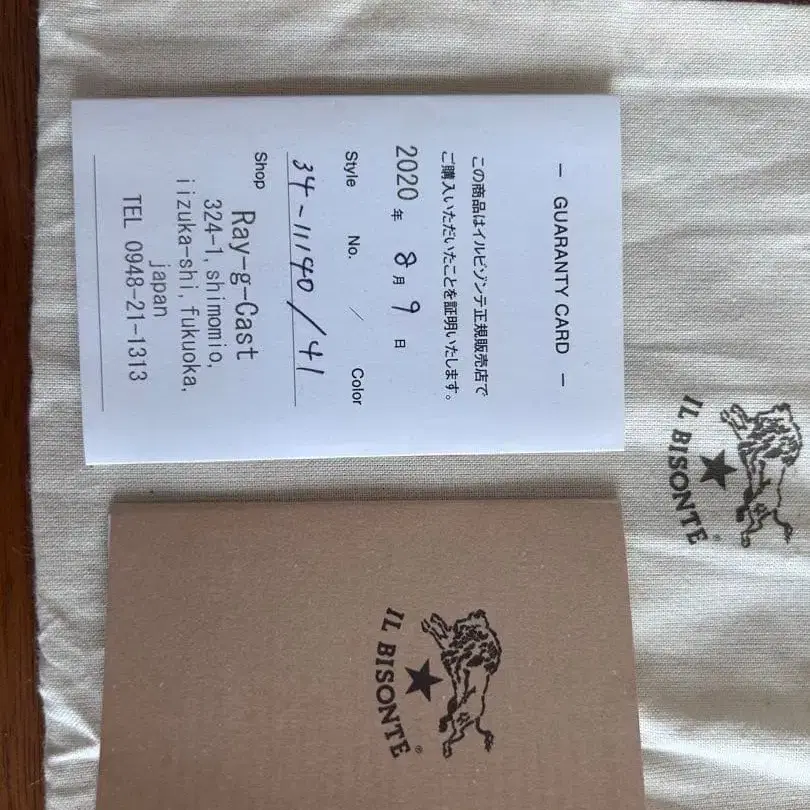 — GUARANTY CARD —
この商品はイルビゾンテ正規販売店で
ご購入いただいたことを証明いたします。
2020 年 8 月 9 日
Style No. / Color
34-11140/41
Shop
Ray-g-Cast
324-1, shimomio,
iizuka-shi, fukuoka,
japan
TEL 0948-21-1313
IL BISONTE
IL BISONTE®